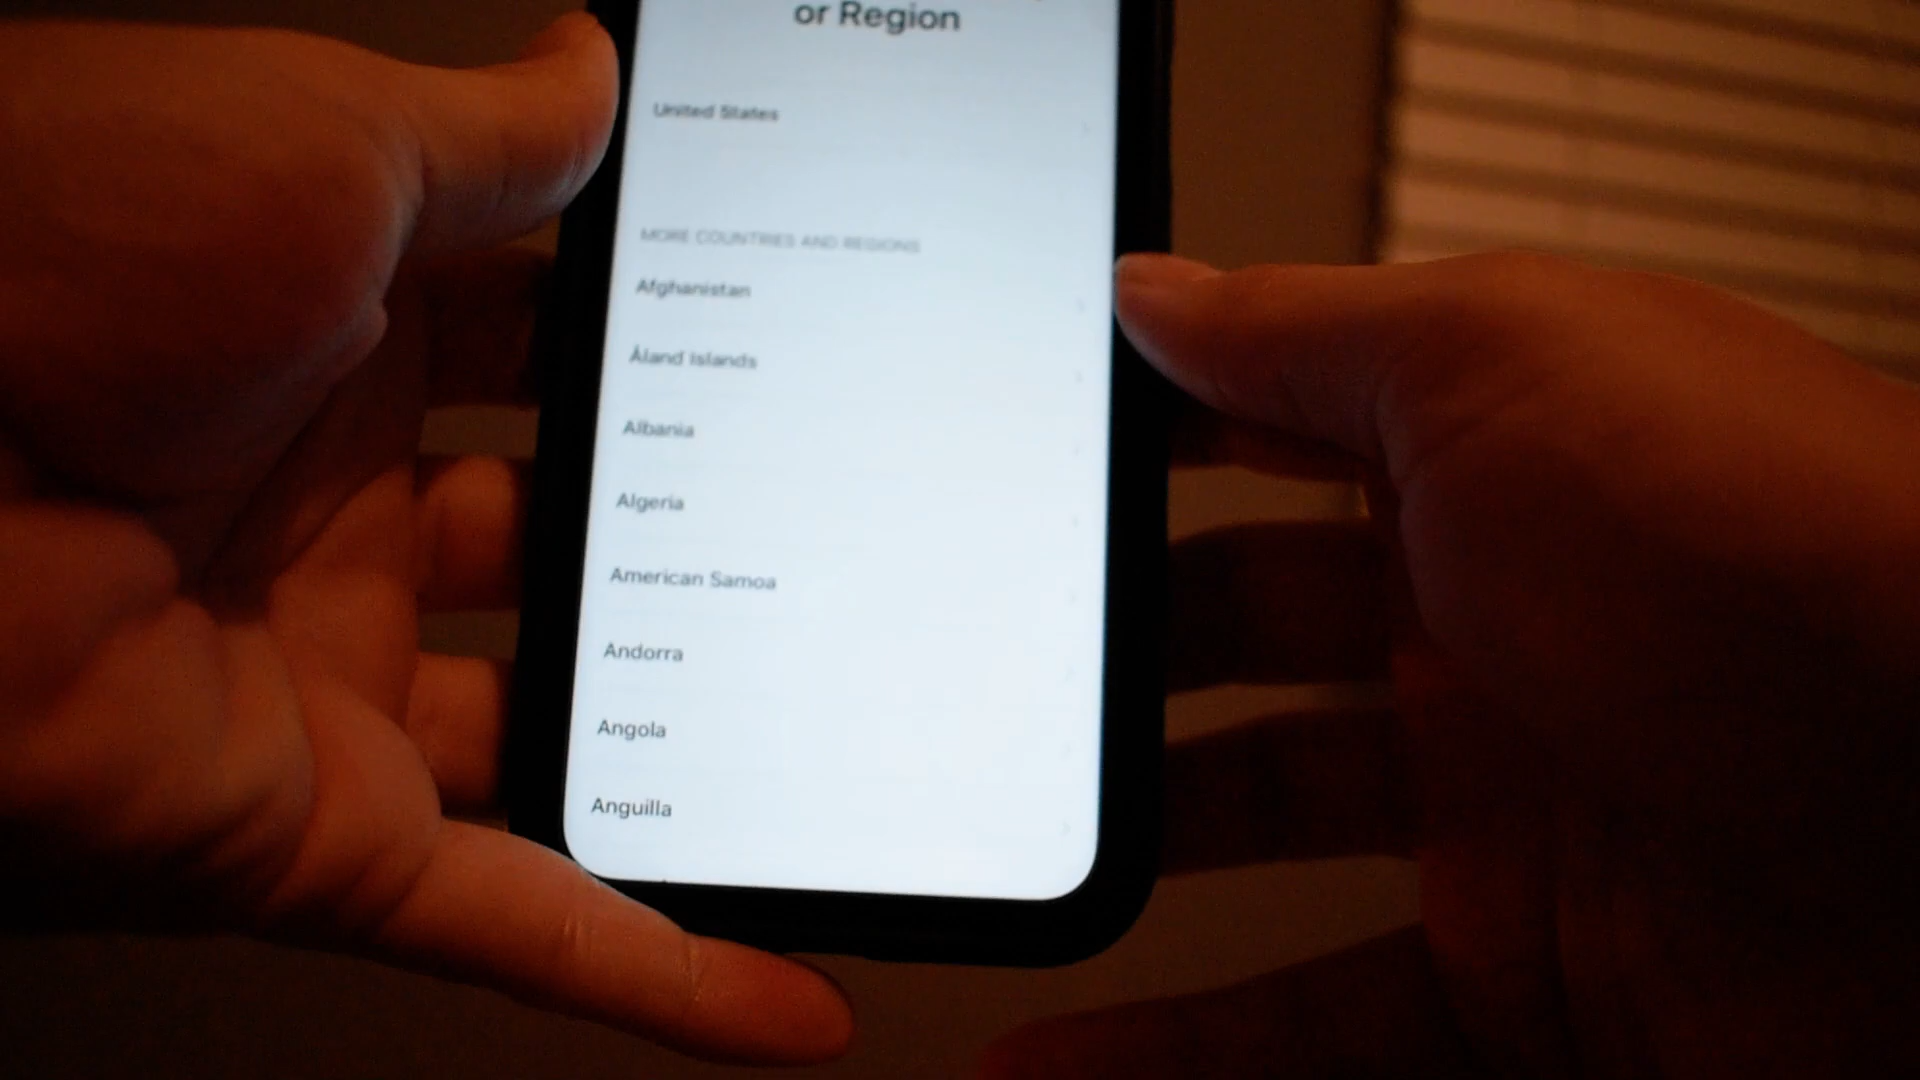 or Region
United States
MORE COUNTRIES AND REGIONS
Afghanistan
Åland Islands
Albania
Algeria
American Samoa
Andorra
Angola
Anguilla